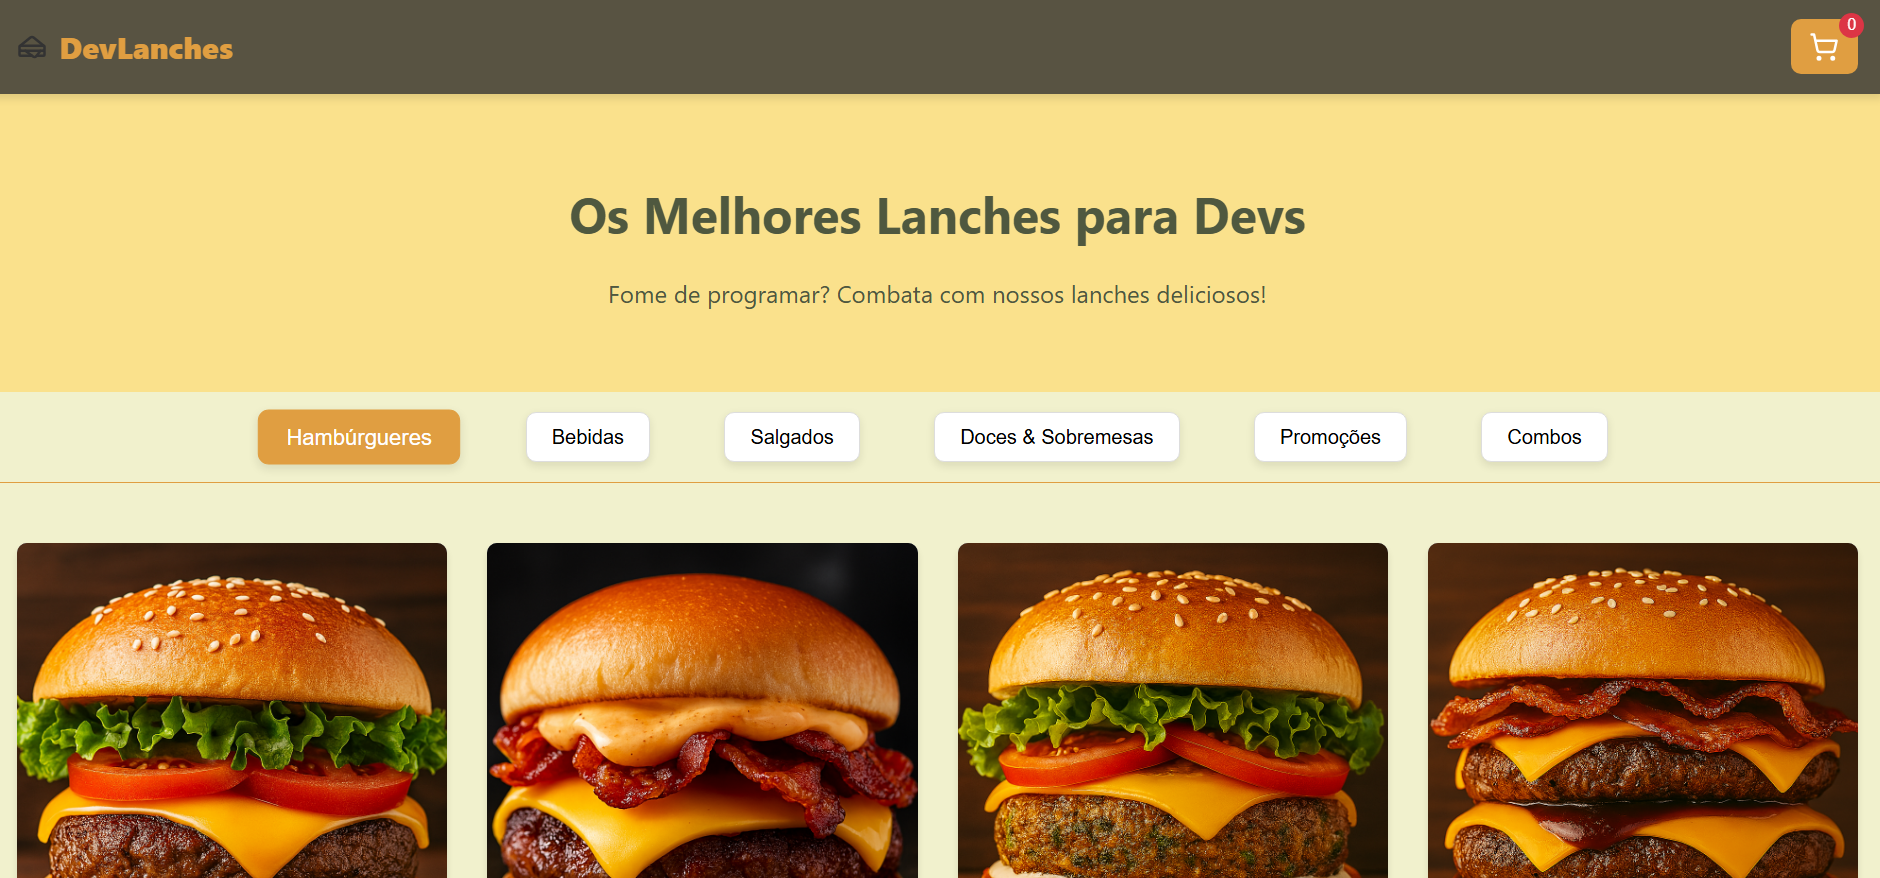 DevLanches
0
Os Melhores Lanches para Devs
Fome de programar? Combata com nossos lanches deliciosos!
Hambúrgueres
Bebidas
Salgados
Doces & Sobremesas
Promoções
Combos